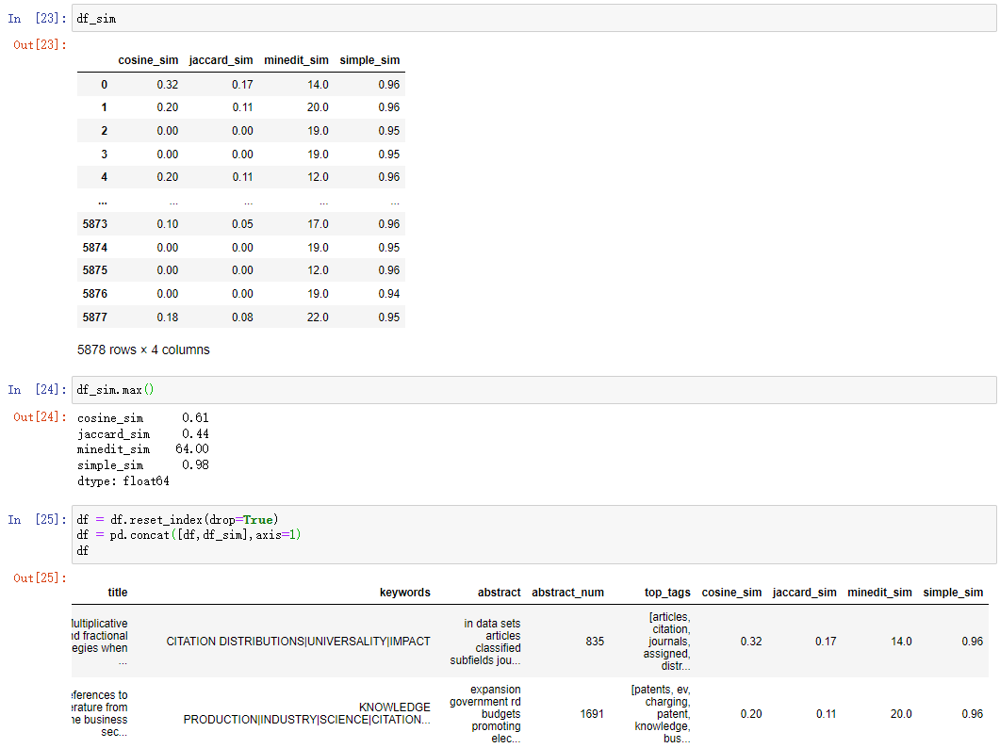 In [23]: df_sim
Out[23]:
cosine_sim jaccard_sim minedit_sim simple_sim
0 0.32 0.17 14.0 0.96
1 0.20 0.11 20.0 0.96
2 0.00 0.00 19.0 0.95
3 0.00 0.00 19.0 0.95
4 0.20 0.11 12.0 0.96
... ... ... ... ...
5873 0.10 0.05 17.0 0.96
5874 0.00 0.00 19.0 0.95
5875 0.00 0.00 12.0 0.96
5876 0.00 0.00 19.0 0.94
5877 0.18 0.08 22.0 0.95
5878 rows × 4 columns
In [24]: df_sim.max()
Out[24]: cosine_sim 0.61
jaccard_sim 0.44
minedit_sim 64.00
simple_sim 0.98
dtype: float64
In [25]: df = df.reset_index(drop=True)
df = pd.concat([df,df_sim],axis=1)
df
Out[25]:
title keywords abstract abstract_num top_tags cosine_sim jaccard_sim minedit_sim simple_sim
ultiplicative
d fractional
egies when
...
CITATION DISTRIBUTIONS|UNIVERSALITY|IMPACT
in data sets
articles
classified
subfields jou...
835
[articles,
citation,
journals,
assigned,
distr...
0.32 0.17 14.0 0.96
ferences to
erature from
ne business
sec...
KNOWLEDGE
PRODUCTION|INDUSTRY|SCIENCE|CITATION...
expansion
government rd
budgets
promoting
elec...
1691
[patents, ev,
charging,
patent,
knowledge,
bus...
0.20 0.11 20.0 0.96